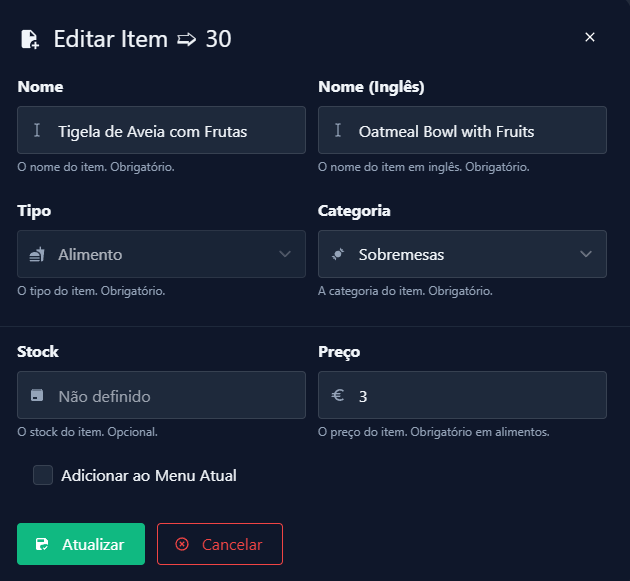 Editar Item ⇨ 30
Nome
Nome (Inglês)
Tigela de Aveia com Frutas
Oatmeal Bowl with Fruits
O nome do item. Obrigatório.
O nome do item em inglês. Obrigatório.
Tipo
Categoria
Alimento
Sobremesas
O tipo do item. Obrigatório.
A categoria do item. Obrigatório.
Stock
Preço
Não definido
€ 3
O stock do item. Opcional.
O preço do item. Obrigatório em alimentos.
Adicionar ao Menu Atual
Atualizar
Cancelar